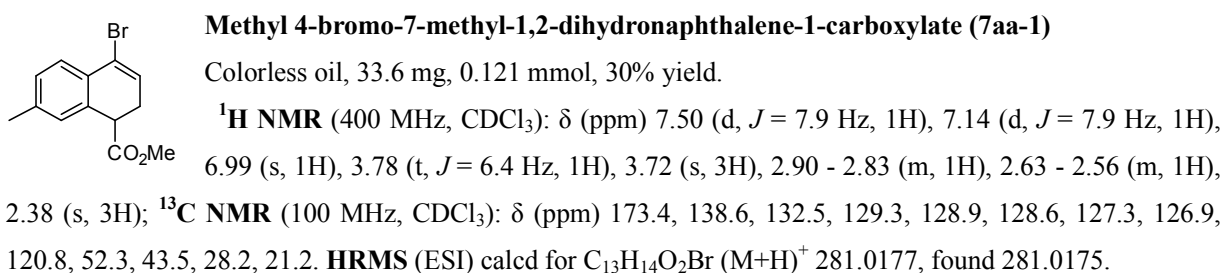 Br
Methyl 4-bromo-7-methyl-1,2-dihydronaphthalene-1-carboxylate (7aa-1)
Colorless oil, 33.6 mg, 0.121 mmol, 30% yield.
¹H NMR (400 MHz, CDCl₃): δ (ppm) 7.50 (d, J = 7.9 Hz, 1H), 7.14 (d, J = 7.9 Hz, 1H),
CO₂Me
6.99 (s, 1H), 3.78 (t, J = 6.4 Hz, 1H), 3.72 (s, 3H), 2.90 - 2.83 (m, 1H), 2.63 - 2.56 (m, 1H),
2.38 (s, 3H); ¹³C NMR (100 MHz, CDCl₃): δ (ppm) 173.4, 138.6, 132.5, 129.3, 128.9, 128.6, 127.3, 126.9,
120.8, 52.3, 43.5, 28.2, 21.2. HRMS (ESI) calcd for C₁₃H₁₄O₂Br (M+H)⁺ 281.0177, found 281.0175.